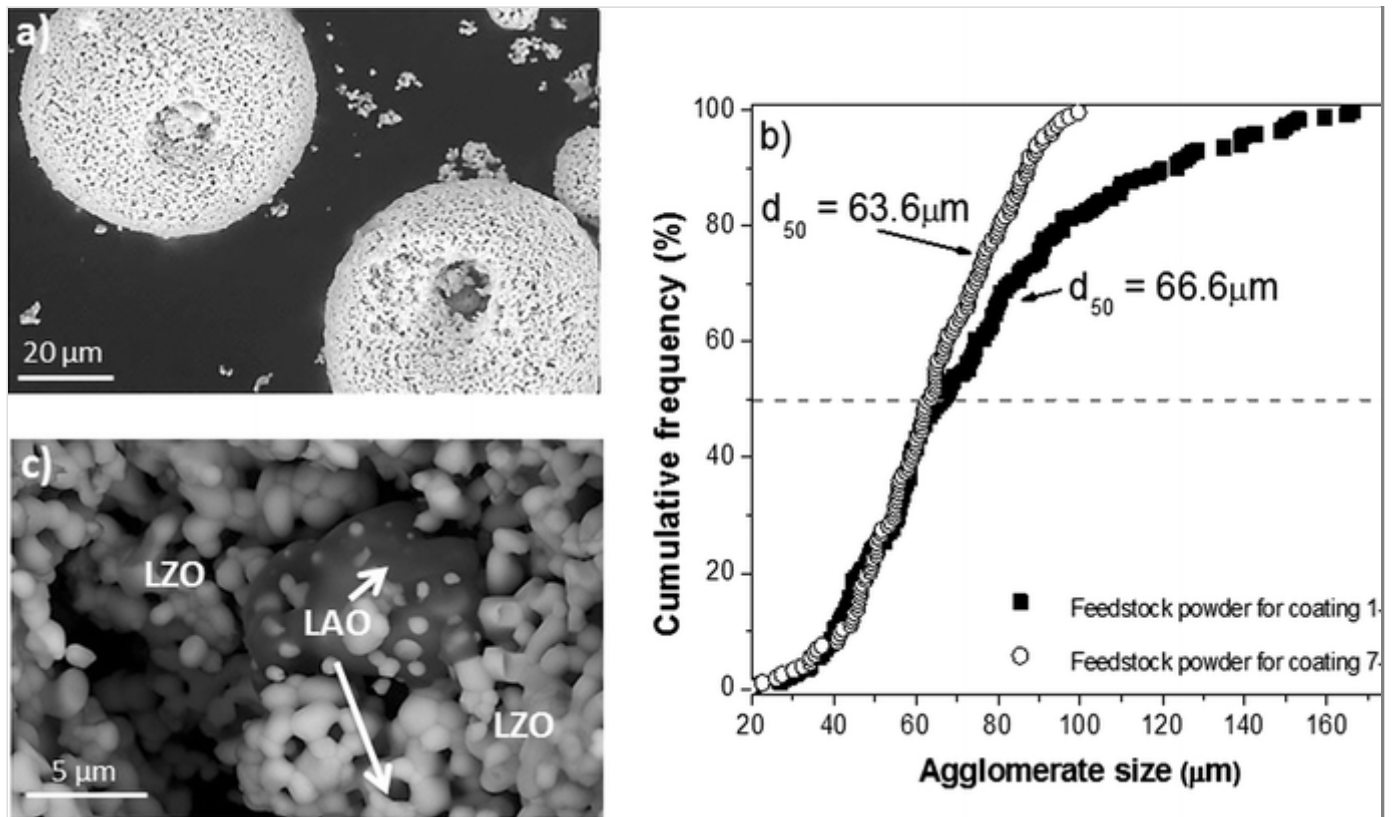 a)
20 µm
c)
LZO
LAO
LZO
5 µm
b)
d50 = 63.6µm
d50 = 66.6µm
Cumulative frequency (%)
100
80
60
40
20
0
Feedstock powder for coating 1-
Feedstock powder for coating 7-
20 40 60 80 100 120 140 160
Agglomerate size (µm)